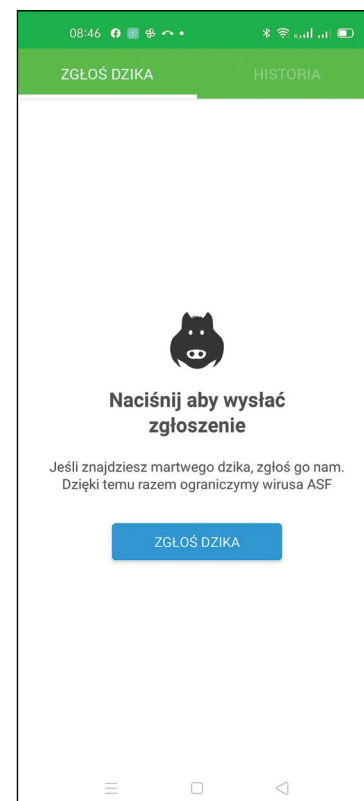 08:46
ZGŁOŚ DZIKA
HISTORIA
Naciśnij aby wysłać
zgłoszenie
Jeśli znajdziesz martwego dzika, zgłoś go nam.
Dzięki temu razem ograniczymy wirusa ASF
ZGŁOŚ DZIKA